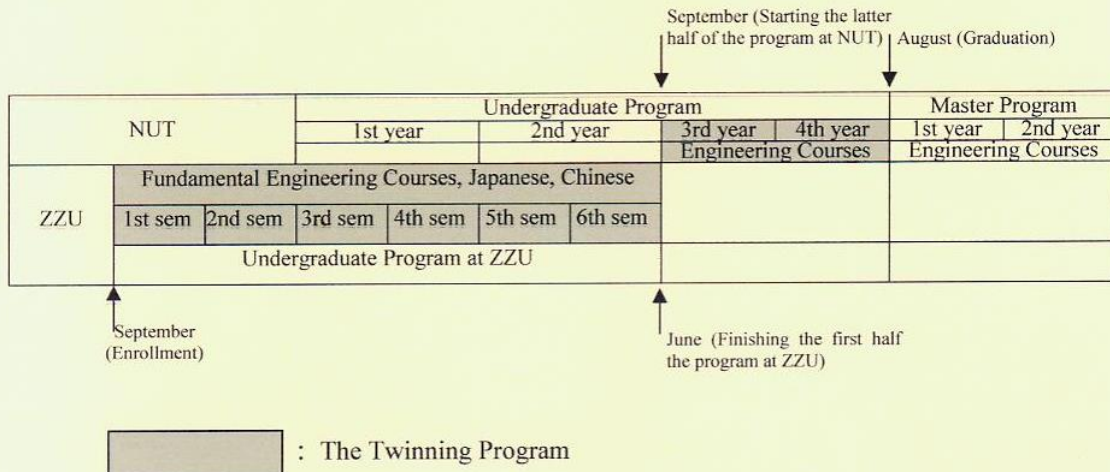 September (Starting the latter
half of the program at NUT)
August (Graduation)
NUT
Undergraduate Program
Master Program
1st year
2nd year
3rd year
4th year
1st year
2nd year
Engineering Courses
Engineering Courses
ZZU
Fundamental Engineering Courses, Japanese, Chinese
1st sem
2nd sem
3rd sem
4th sem
5th sem
6th sem
Undergraduate Program at ZZU
September
(Enrollment)
June (Finishing the first half
the program at ZZU)
: The Twinning Program